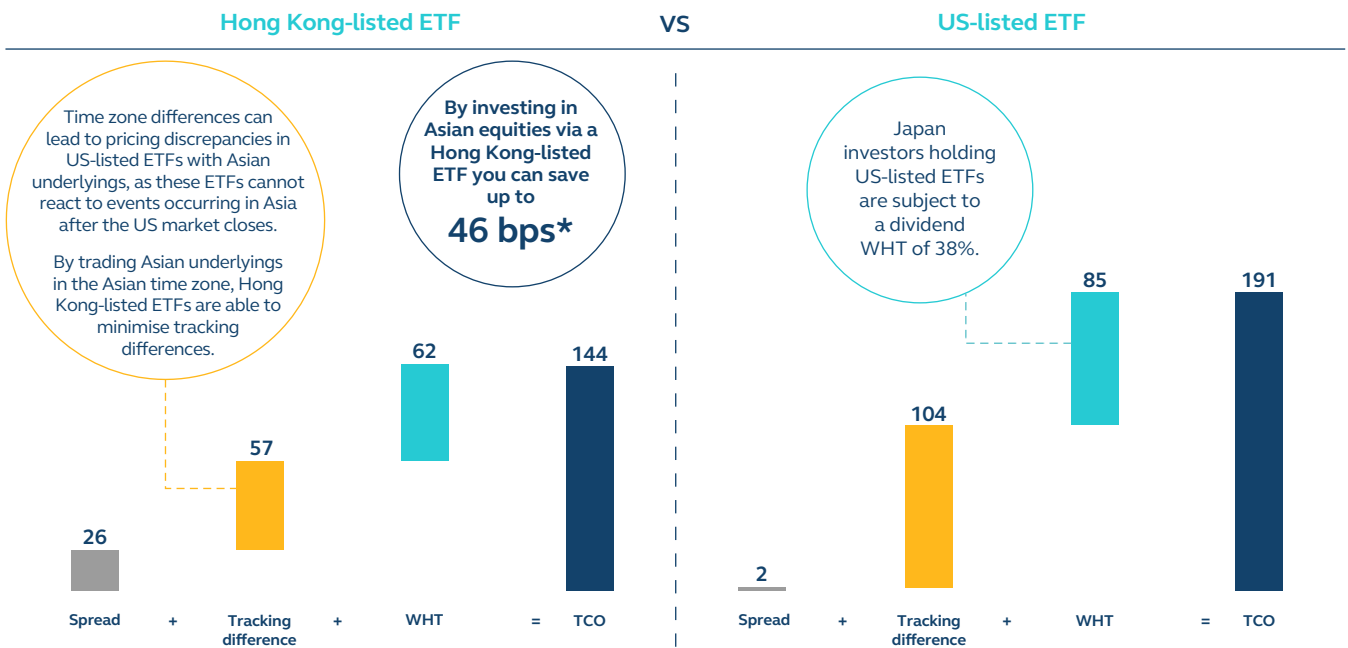 Hong Kong-listed ETF
VS
US-listed ETF
Time zone differences can
lead to pricing discrepancies in
US-listed ETFs with Asian
underlyings, as these ETFs cannot
react to events occurring in Asia
after the US market closes.
By trading Asian underlyings
in the Asian time zone, Hong
Kong-listed ETFs are able to
minimise tracking
differences.
By investing in
Asian equities via a
Hong Kong-listed
ETF you can save
up to
46 bps*
Japan
investors holding
US-listed ETFs
are subject to
a dividend
WHT of 38%.
26
57
62
144
2
104
85
191
Spread + Tracking difference + WHT = TCO
Spread + Tracking difference + WHT = TCO